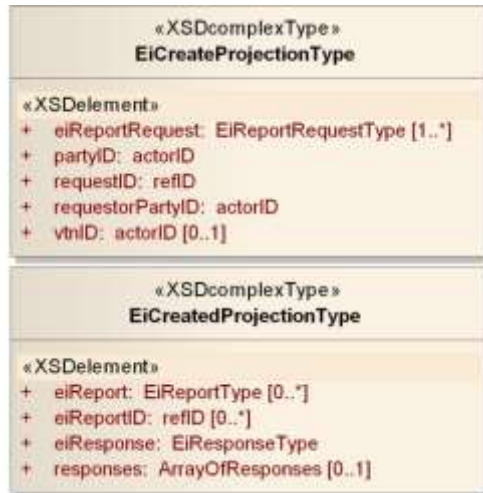 «XSDcomplexType»
EiCreateProjectionType
«XSDelement»
+ eiReportRequest: EiReportRequestType [1..*]
+ partyID: actorID
+ requestID: refID
+ requestorPartyID: actorID
+ vtnID: actorID [0..1]
«XSDcomplexType»
EiCreatedProjectionType
«XSDelement»
+ eiReport: EiReportType [0..*]
+ eiReportID: refID [0..*]
+ eiResponse: EiResponseType
+ responses: ArrayOfResponses [0..1]